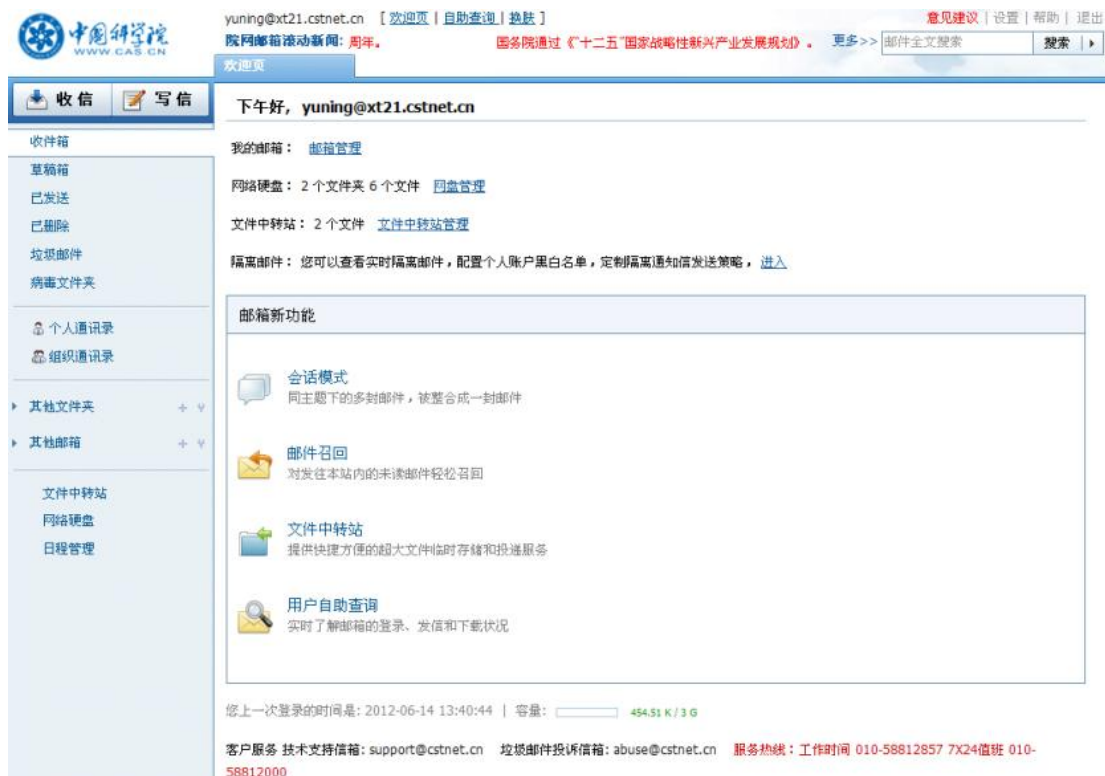 中国科学院
WWW.CAS.CN
yuning@xt21.cstnet.cn [ 欢迎页 | 自助查询 | 换肤 ]
意见建议 | 设置 | 帮助 | 退出
院网邮箱滚动新闻: 周年。 国务院通过《“十二五”国家战略性新兴产业发展规划》。 更多>> 邮件全文搜索 搜索
欢迎页
收信 写信
收件箱
草稿箱
已发送
已删除
垃圾邮件
病毒文件夹
个人通讯录
组织通讯录
其他文件夹
其他邮箱
文件中转站
网络硬盘
日程管理
下午好, yuning@xt21.cstnet.cn
我的邮箱: 邮箱管理
网络硬盘: 2 个文件夹 6 个文件 网盘管理
文件中转站: 2 个文件 文件中转站管理
隔离邮件: 您可以查看实时隔离邮件,配置个人账户黑白名单,定制隔离通知信发送策略, 进入
邮箱新功能
会话模式
同主题下的多封邮件,被整合成一封邮件
邮件召回
对发往本站内的未读邮件轻松召回
文件中转站
提供快捷方便的超大文件临时存储和投递服务
用户自助查询
实时了解邮箱的登录、发信和下载状况
您上一次登录的时间是: 2012-06-14 13:40:44 | 容量: 454.51 K / 3 G
客户服务 技术支持信箱: support@cstnet.cn 垃圾邮件投诉信箱: abuse@cstnet.cn 服务热线:工作时间 010-58812857 7X24值班 010-
58812000